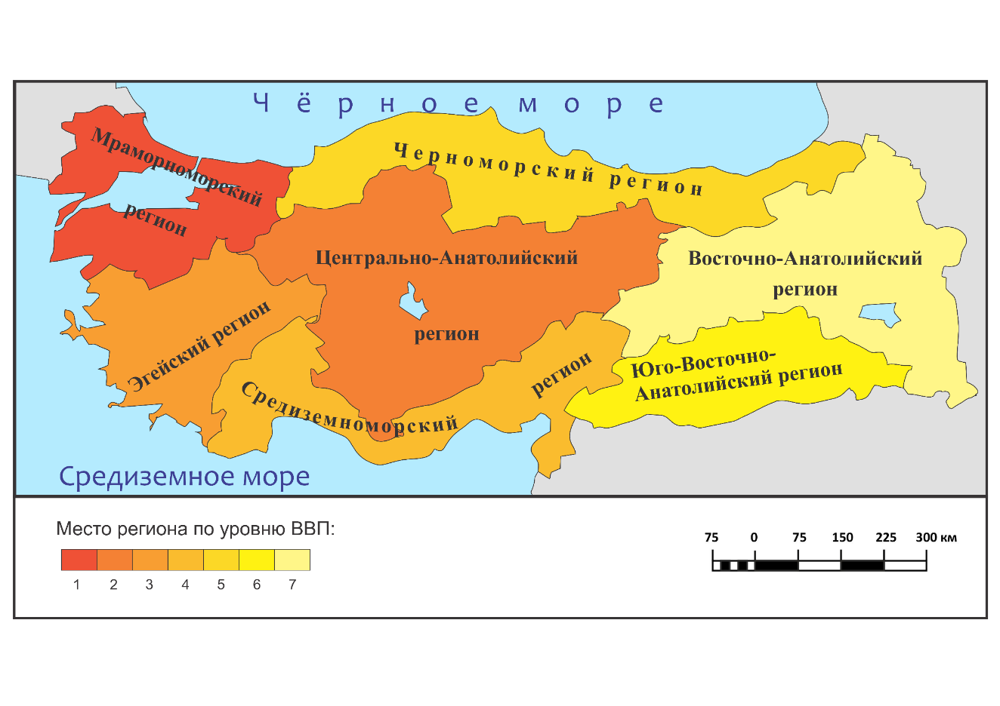 Чёрное море
Мраморноморский
регион
Черноморский регион
Центрально-Анатолийский
регион
Восточно-Анатолийский
регион
Эгейский регион
Средиземноморский
регион
Юго-Восточно-
Анатолийский регион
Средиземное море
Место региона по уровню ВВП:
1 2 3 4 5 6 7
75 0 75 150 225 300 км